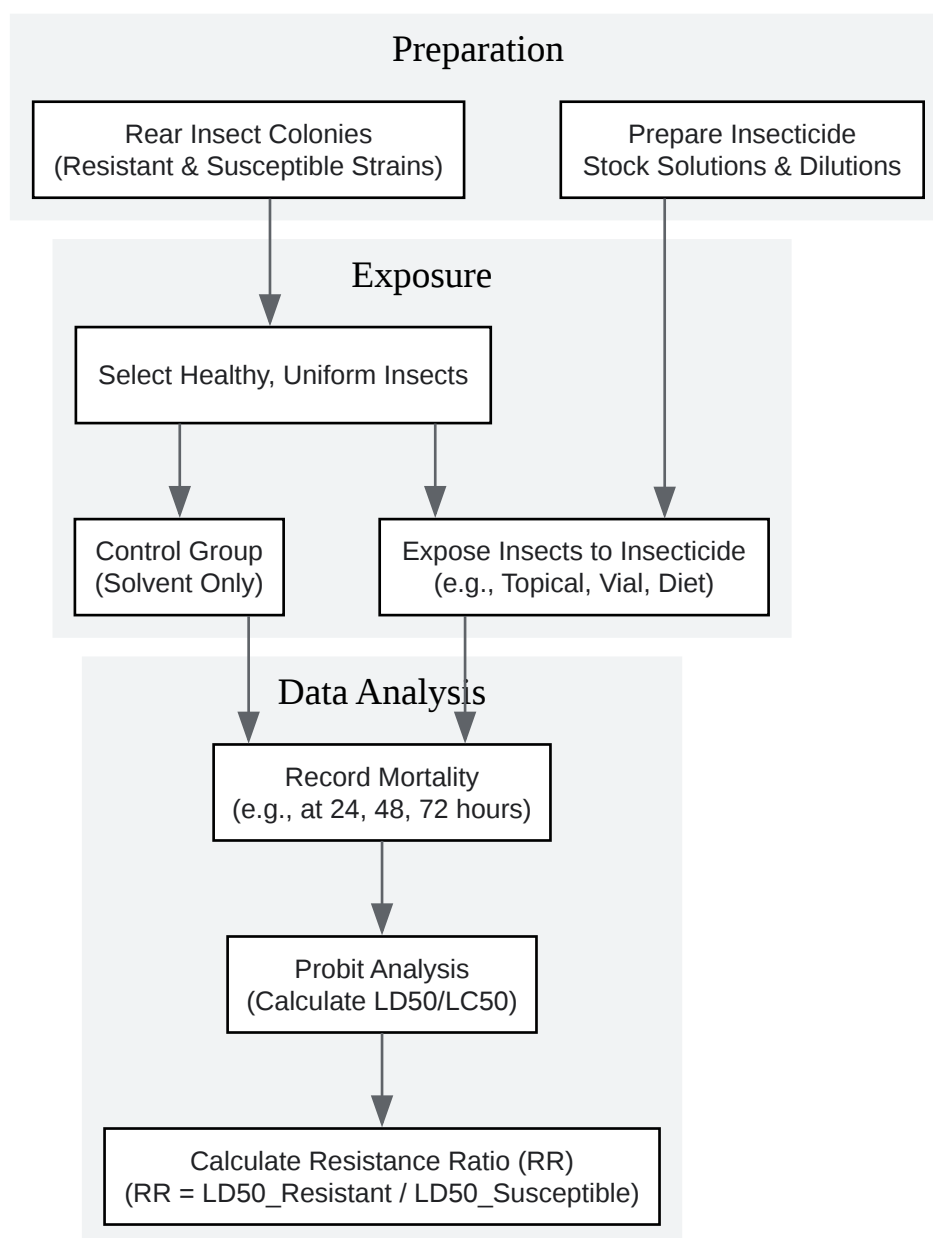 Preparation
Rear Insect Colonies
(Resistant & Susceptible Strains)
Prepare Insecticide
Stock Solutions & Dilutions
Exposure
Select Healthy, Uniform Insects
Control Group
(Solvent Only)
Expose Insects to Insecticide
(e.g., Topical, Vial, Diet)
Data Analysis
Record Mortality
(e.g., at 24, 48, 72 hours)
Probit Analysis
(Calculate LD50/LC50)
Calculate Resistance Ratio (RR)
(RR = LD50_Resistant / LD50_Susceptible)